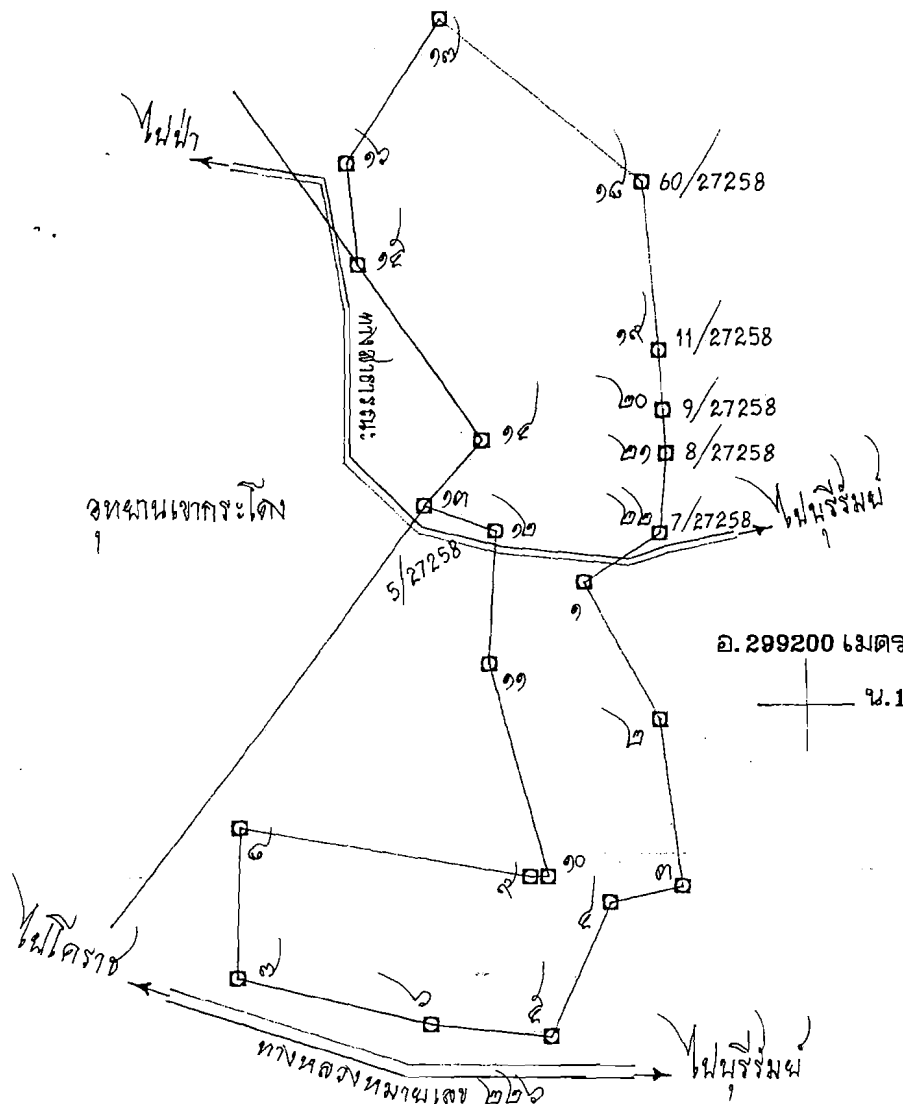 ๑๗
ไปป่า
๑๖
๑๘ 60/27258
๑๕
๑๙ 11/27258
ทางสาธารณะ
๒๐ 9/27258
๑๔
๒๑ 8/27258
๑๓
อุทยานเขากระโดง
๑๒
๒๒ 7/27258
ไปบุรีรัมย์
5/27258
๑
อ.299200 เมตร
๑๑
น.1
๒
๘
๙
๑๐
๓
๔
ไปโคราช
๗
๖
๕
ทางหลวงหมายเลข ๒๒๖
ไปบุรีรัมย์